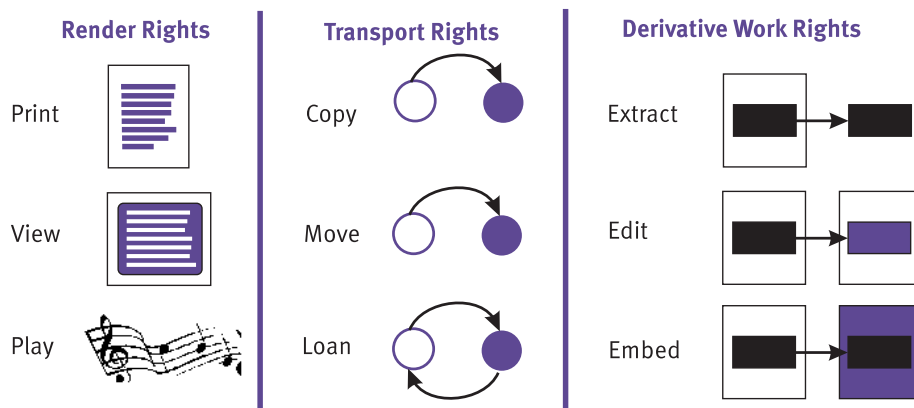 Render Rights
Print
View
Play
Transport Rights
Copy
Move
Loan
Derivative Work Rights
Extract
Edit
Embed